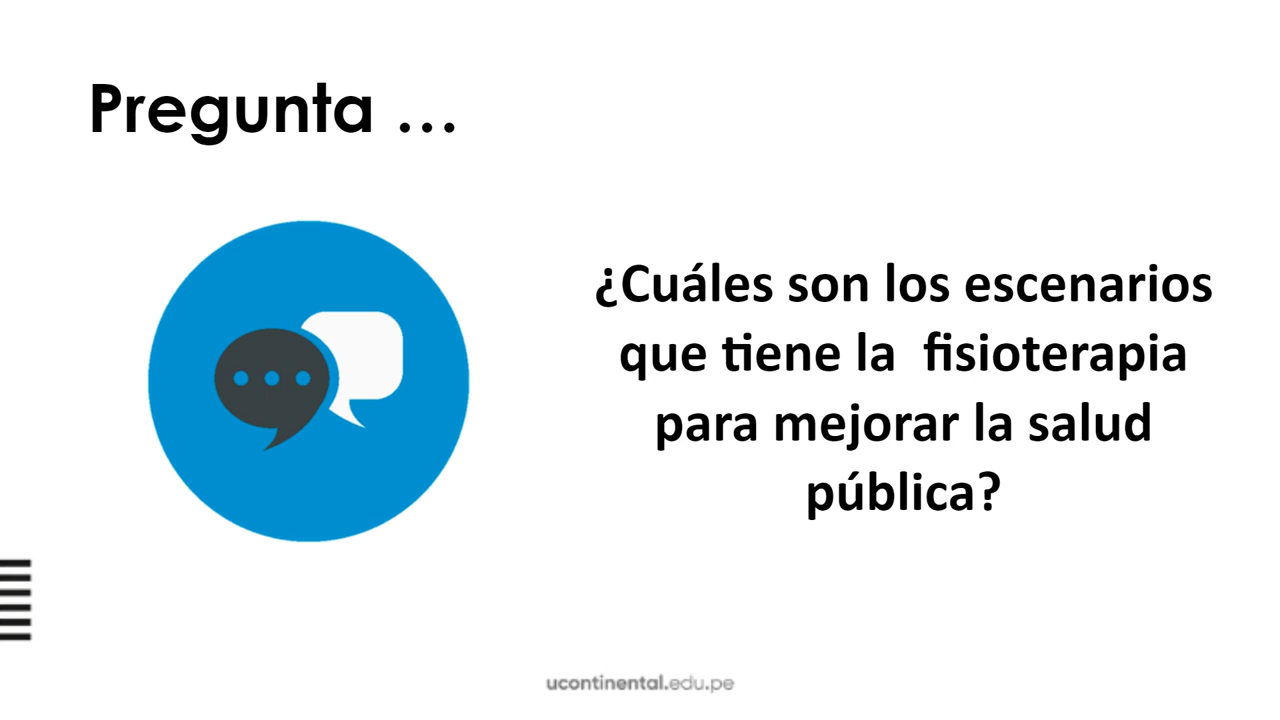 Pregunta ...
¿Cuáles son los escenarios
que tiene la  fisioterapia
para mejorar la salud
pública?
ucontinental.edu.pe